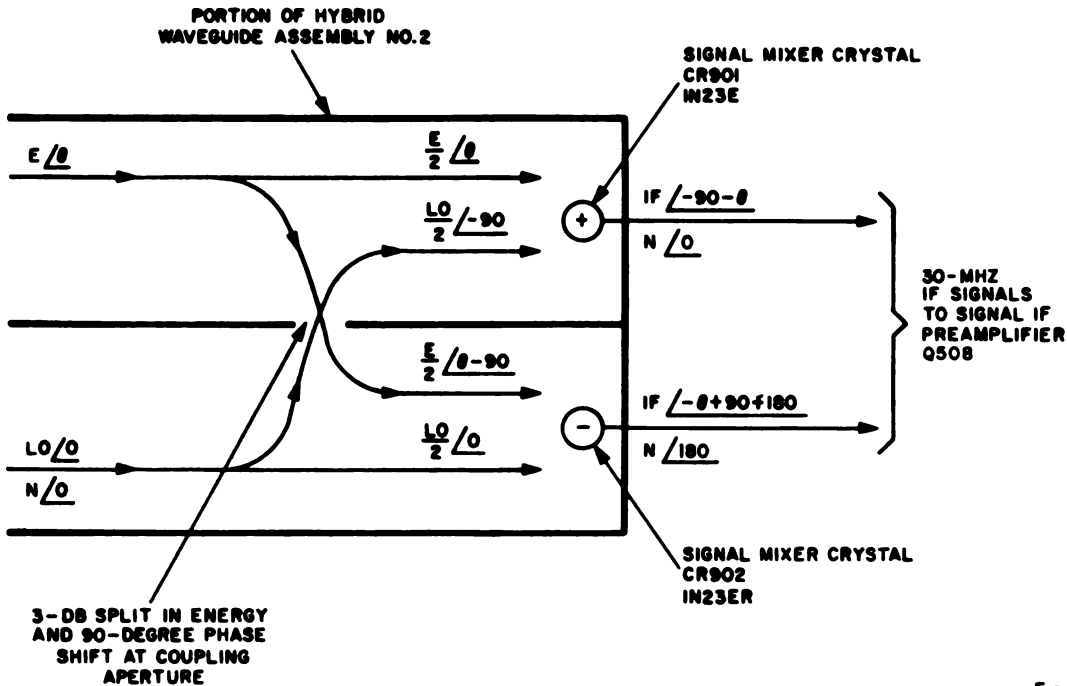 PORTION OF HYBRID
WAVEGUIDE ASSEMBLY NO.2
SIGNAL MIXER CRYSTAL
CR901
IN23E
E /θ
E/2 /θ
LO/2 /-90
+
IF /-90-θ
N /0
30-MHZ
IF SIGNALS
TO SIGNAL IF
PREAMPLIFIER
Q508
E/2 /θ-90
LO/2 /0
−
IF /-θ+90+180
N /180
LO /0
N /0
SIGNAL MIXER CRYSTAL
CR902
IN23ER
3-DB SPLIT IN ENERGY
AND 90-DEGREE PHASE
SHIFT AT COUPLING
APERTURE